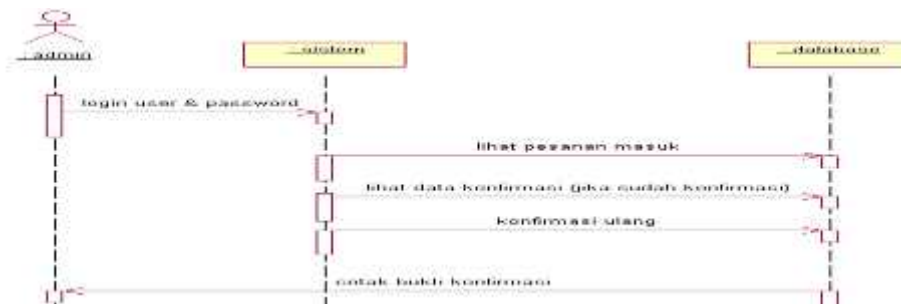 : admin
: sistem
: database
login user & password
lihat pesanan masuk
lihat data konfirmasi (jika sudah konfirmasi)
konfirmasi ulang
cetak bukti konfirmasi